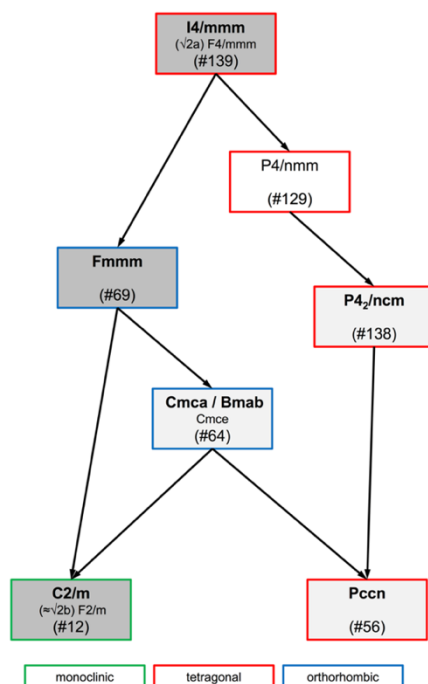 I4/mmm
(√2a) F4/mmm
(#139)
P4/nmm
(#129)
Fmmm
(#69)
P4₂/ncm
(#138)
Cmca / Bmab
Cmce
(#64)
C2/m
(≈√2b) F2/m
(#12)
Pccn
(#56)
monoclinic
tetragonal
orthorhombic